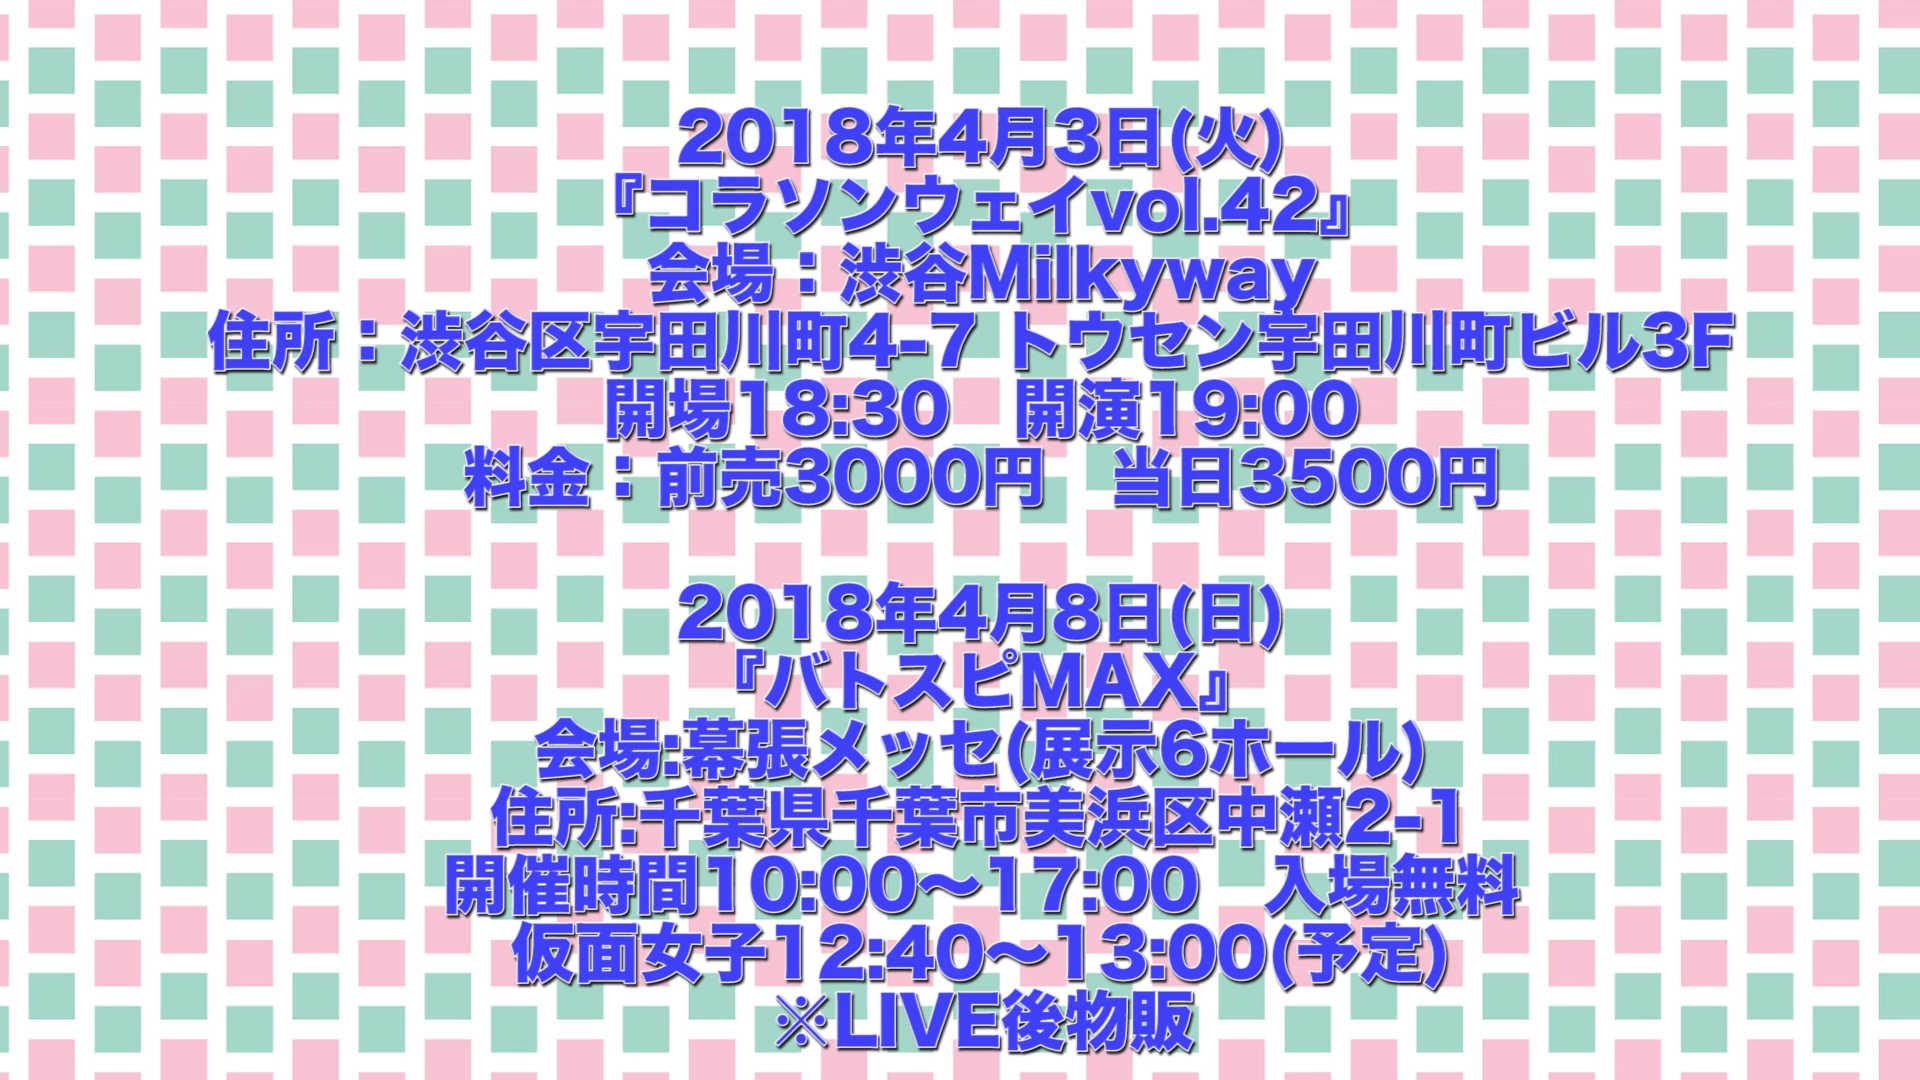 2018年4月3日(火)
『コラソンウェイvol.42』
会場：渋谷Milkyway
住所：渋谷区宇田川町4-7 トウセン宇田川町ビル3F
開場18:30　開演19:00
料金：前売3000円　当日3500円
2018年4月8日(日)
『バトスピMAX』
会場:幕張メッセ(展示6ホール)
住所:千葉県千葉市美浜区中瀬2-1
開催時間10:00〜17:00　入場無料
仮面女子12:40〜13:00(予定)
※LIVE後物販